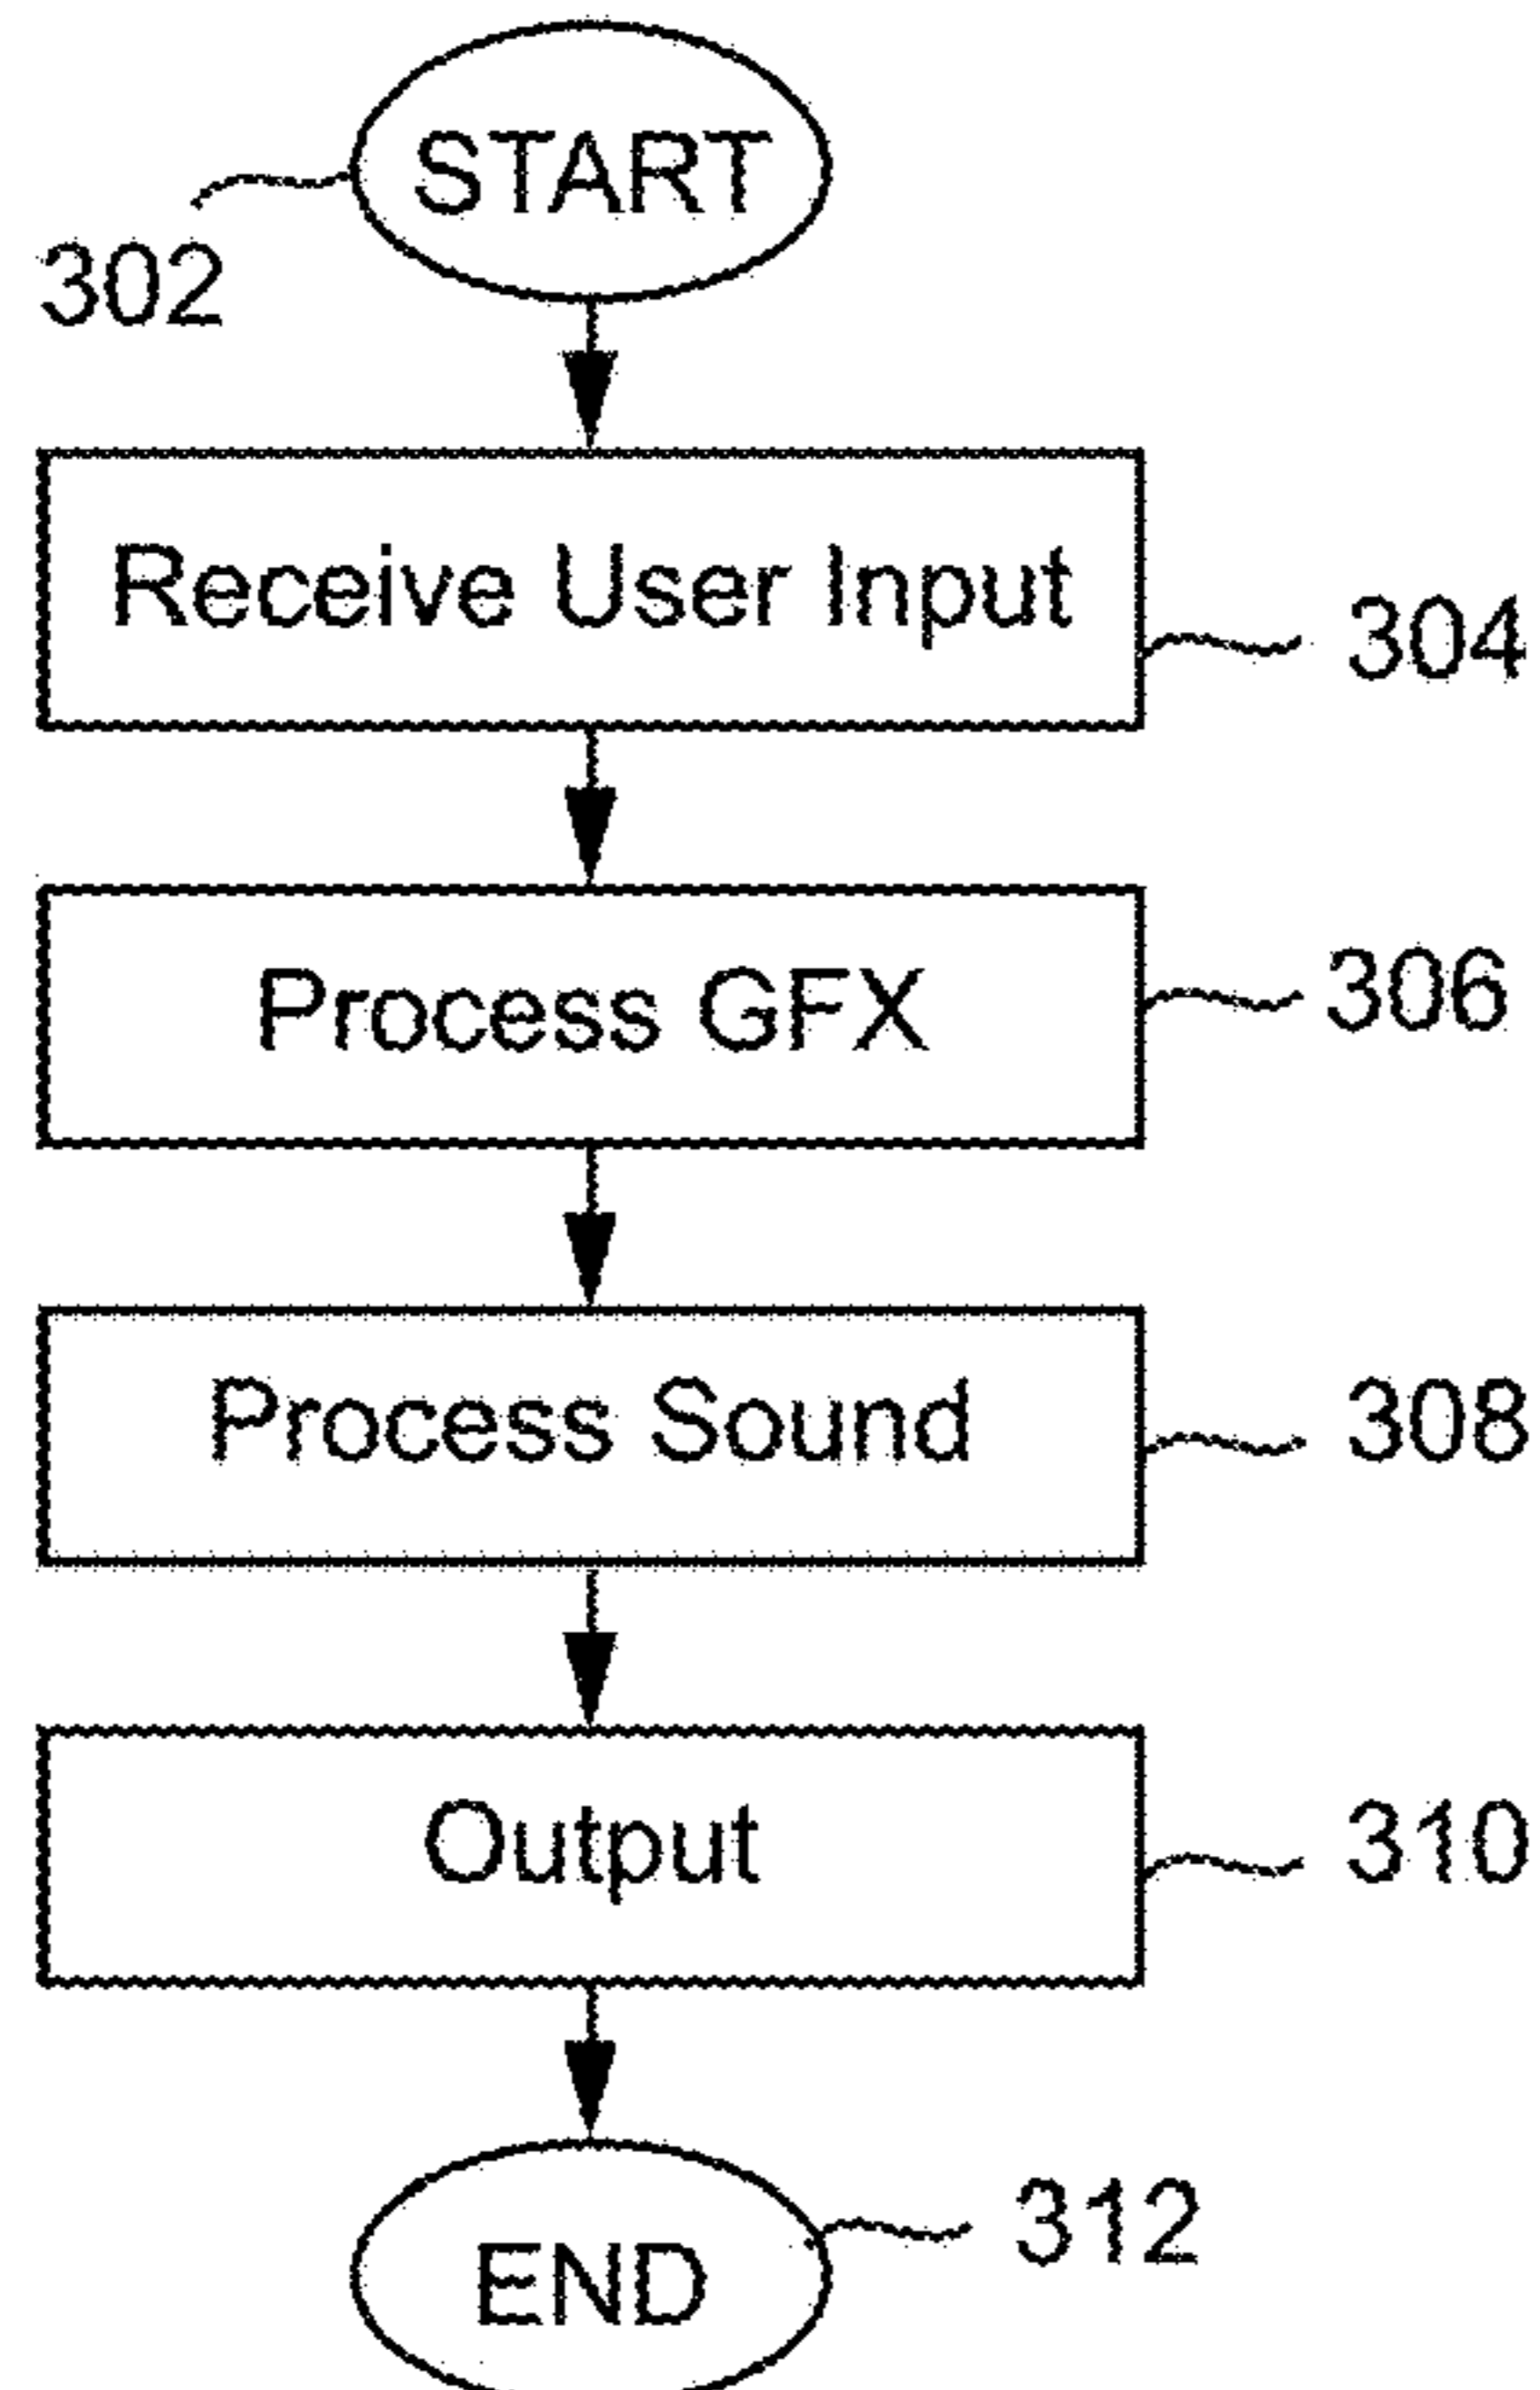 START
302
Receive User Input
304
Process GFX
306
Process Sound
308
Output
310
END
312